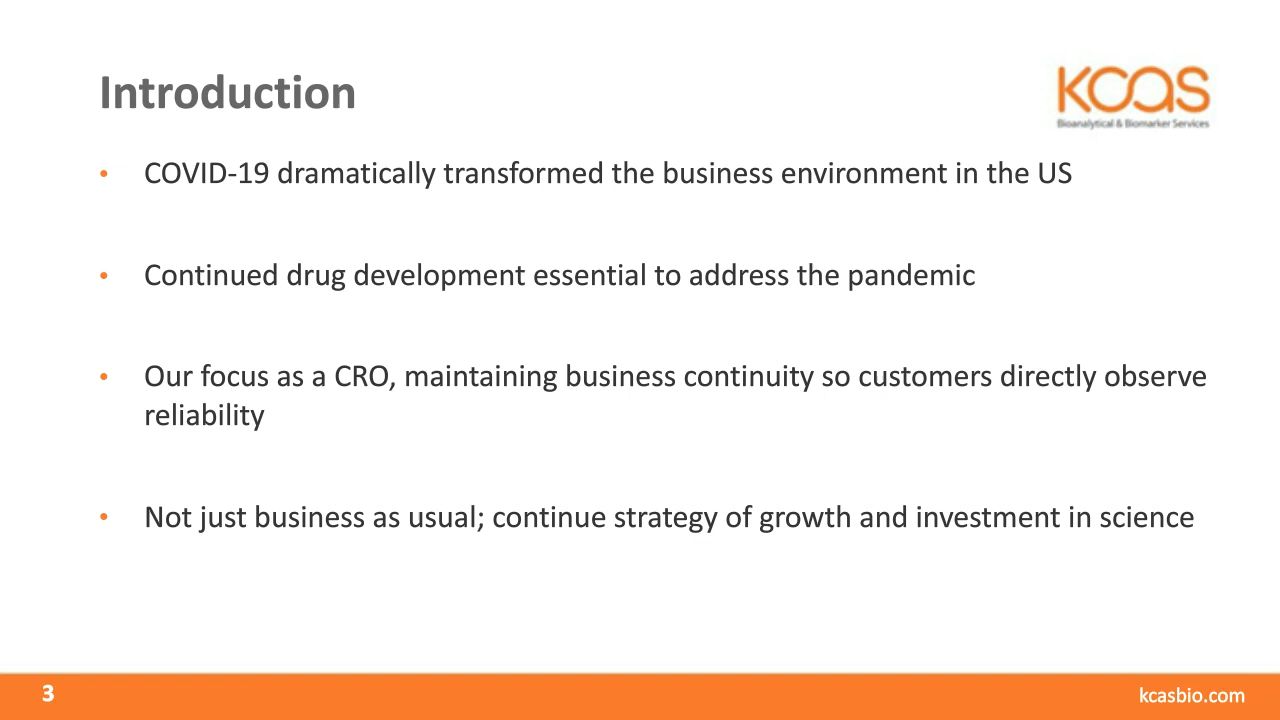 Introduction
KCAS
Bioanalytical & Biomarker Services
• COVID-19 dramatically transformed the business environment in the US
• Continued drug development essential to address the pandemic
• Our focus as a CRO, maintaining business continuity so customers directly observe
reliability
• Not just business as usual; continue strategy of growth and investment in science
3
kcasbio.com